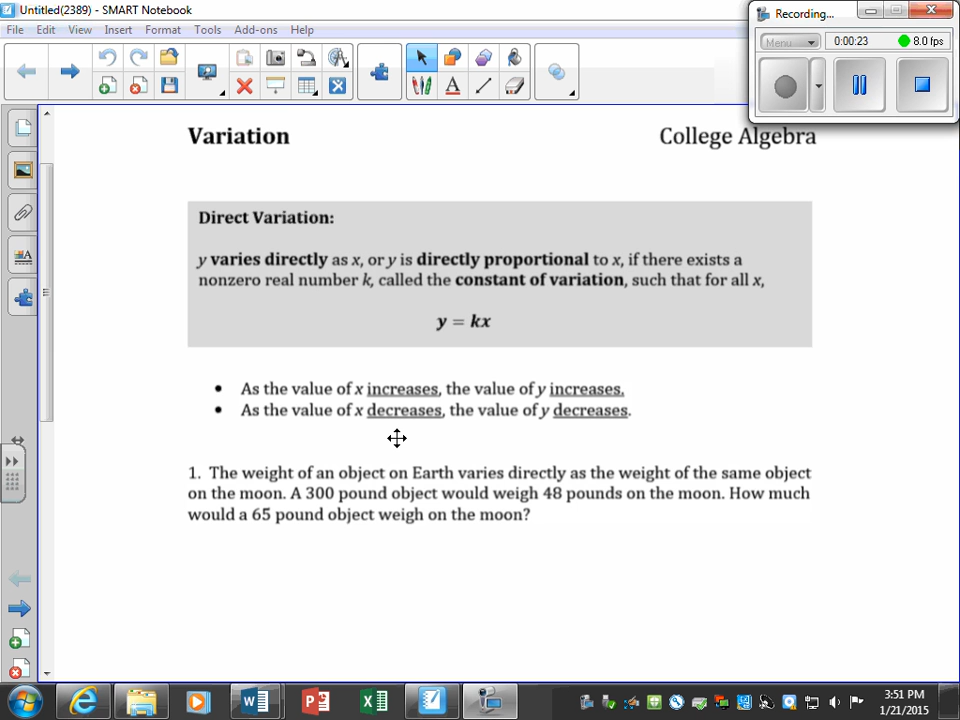 Untitled(2389) - SMART Notebook
File Edit View Insert Format Tools Add-ons Help
Recording...
Menu 0:00:23 8.0 fps
Variation College Algebra
Direct Variation:
y varies directly as x, or y is directly proportional to x, if there exists a
nonzero real number k, called the constant of variation, such that for all x,
y = kx
• As the value of x increases, the value of y increases.
• As the value of x decreases, the value of y decreases.
1. The weight of an object on Earth varies directly as the weight of the same object
on the moon. A 300 pound object would weigh 48 pounds on the moon. How much
would a 65 pound object weigh on the moon?
3:51 PM
1/21/2015